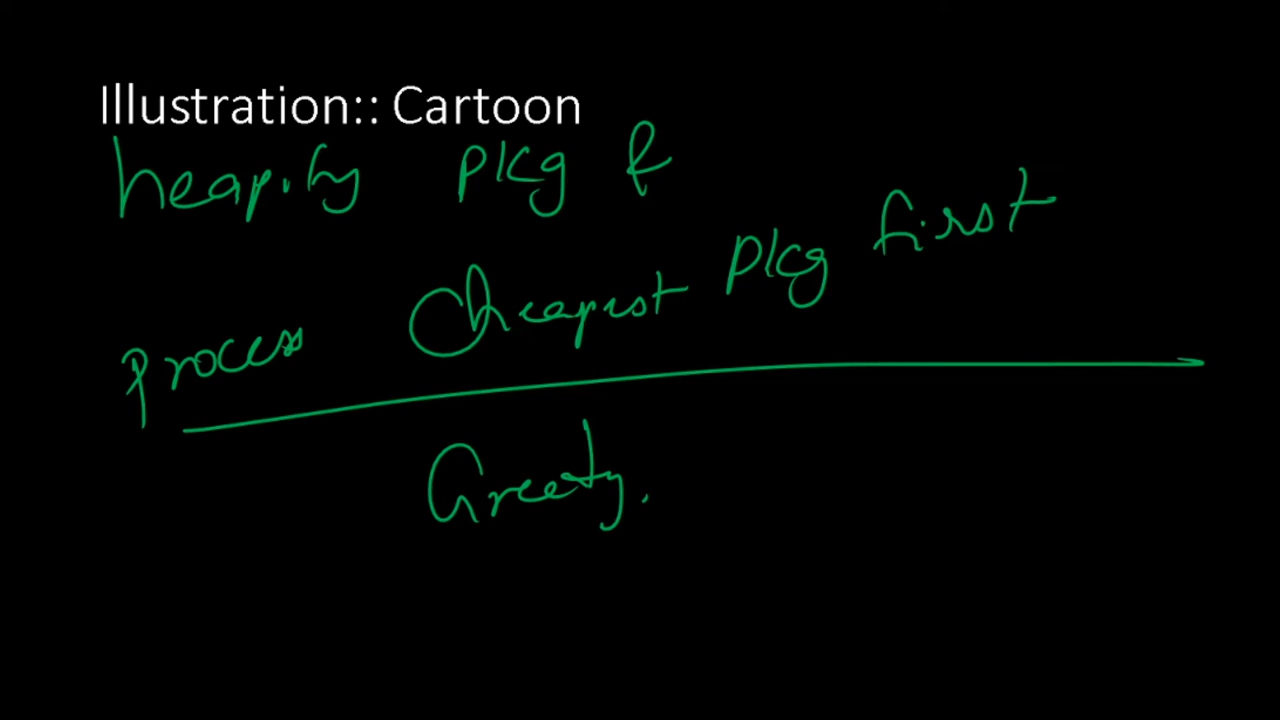 Illustration:: Cartoon
heapify pkg &
process Cheapest pkg first
Greedy.